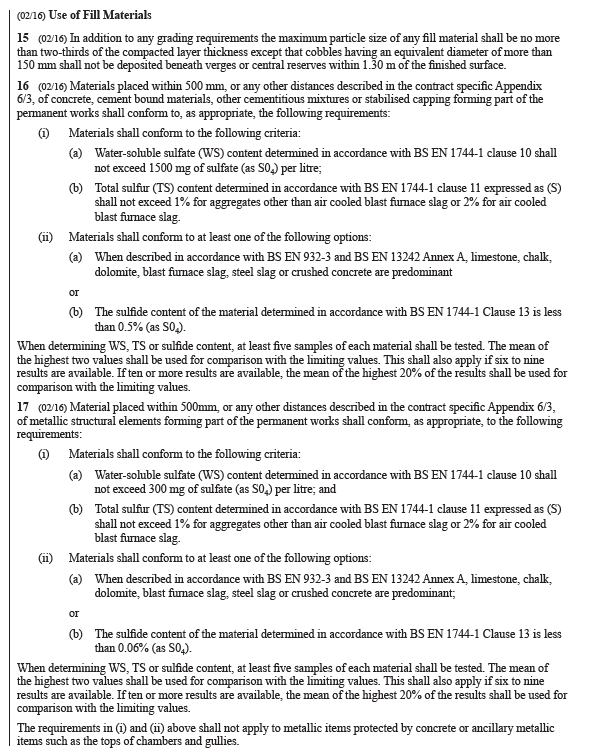 (02/16) Use of Fill Materials
15 (02/16) In addition to any grading requirements the maximum particle size of any fill material shall be no more
than two-thirds of the compacted layer thickness except that cobbles having an equivalent diameter of more than
150 mm shall not be deposited beneath verges or central reserves within 1.30 m of the finished surface.
16 (02/16) Materials placed within 500 mm, or any other distances described in the contract specific Appendix
6/3, of concrete, cement bound materials, other cementitious mixtures or stabilised capping forming part of the
permanent works shall conform to, as appropriate, the following requirements:
(i) Materials shall conform to the following criteria:
(a) Water-soluble sulfate (WS) content determined in accordance with BS EN 1744-1 clause 10 shall
not exceed 1500 mg of sulfate (as S0₄) per litre;
(b) Total sulfur (TS) content determined in accordance with BS EN 1744-1 clause 11 expressed as (S)
shall not exceed 1% for aggregates other than air cooled blast furnace slag or 2% for air cooled
blast furnace slag.
(ii) Materials shall conform to at least one of the following options:
(a) When described in accordance with BS EN 932-3 and BS EN 13242 Annex A, limestone, chalk,
dolomite, blast furnace slag, steel slag or crushed concrete are predominant
or
(b) The sulfide content of the material determined in accordance with BS EN 1744-1 Clause 13 is less
than 0.5% (as S0₄).
When determining WS, TS or sulfide content, at least five samples of each material shall be tested. The mean of
the highest two values shall be used for comparison with the limiting values. This shall also apply if six to nine
results are available. If ten or more results are available, the mean of the highest 20% of the results shall be used for
comparison with the limiting values.
17 (02/16) Material placed within 500mm, or any other distances described in the contract specific Appendix 6/3,
of metallic structural elements forming part of the permanent works shall conform, as appropriate, to the following
requirements:
(i) Materials shall conform to the following criteria:
(a) Water-soluble sulfate (WS) content determined in accordance with BS EN 1744-1 clause 10 shall
not exceed 300 mg of sulfate (as S0₄) per litre; and
(b) Total sulfur (TS) content determined in accordance with BS EN 1744-1 clause 11 expressed as (S)
shall not exceed 1% for aggregates other than air cooled blast furnace slag or 2% for air cooled
blast furnace slag.
(ii) Materials shall conform to at least one of the following options:
(a) When described in accordance with BS EN 932-3 and BS EN 13242 Annex A, limestone, chalk,
dolomite, blast furnace slag, steel slag or crushed concrete are predominant;
or
(b) The sulfide content of the material determined in accordance with BS EN 1744-1 Clause 13 is less
than 0.06% (as S0₄).
When determining WS, TS or sulfide content, at least five samples of each material shall be tested. The mean of
the highest two values shall be used for comparison with the limiting values. This shall also apply if six to nine
results are available. If ten or more results are available, the mean of the highest 20% of the results shall be used for
comparison with the limiting values.
The requirements in (i) and (ii) above shall not apply to metallic items protected by concrete or ancillary metallic
items such as the tops of chambers and gullies.